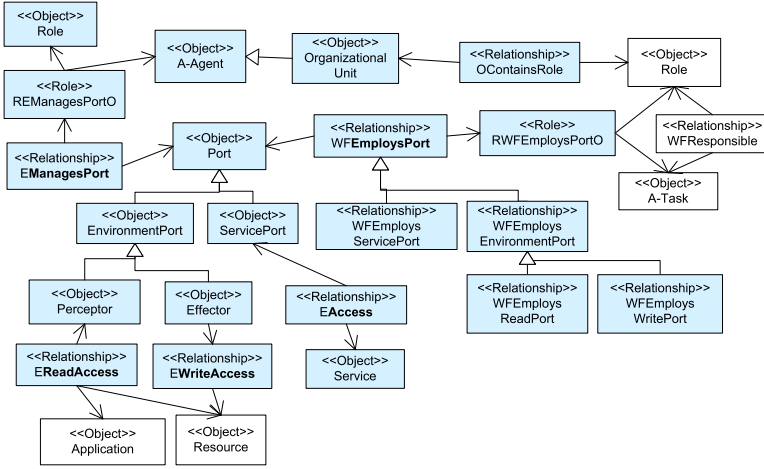 <<Object>>
Role
<<Object>>
A-Agent
<<Object>>
Organizational
Unit
<<Relationship>>
OContainsRole
<<Object>>
Role
<<Role>>
REManagesPortO
<<Relationship>>
EManagesPort
<<Object>>
Port
<<Relationship>>
WFEmploysPort
<<Role>>
RWFEmploysPortO
<<Relationship>>
WFResponsible
<<Object>>
A-Task
<<Object>>
EnvironmentPort
<<Object>>
ServicePort
<<Relationship>>
WFEmploys
ServicePort
<<Relationship>>
WFEmploys
EnvironmentPort
<<Object>>
Perceptor
<<Object>>
Effector
<<Relationship>>
EAccess
<<Relationship>>
WFEmploys
ReadPort
<<Relationship>>
WFEmploys
WritePort
<<Relationship>>
EReadAccess
<<Relationship>>
EWriteAccess
<<Object>>
Service
<<Object>>
Application
<<Object>>
Resource